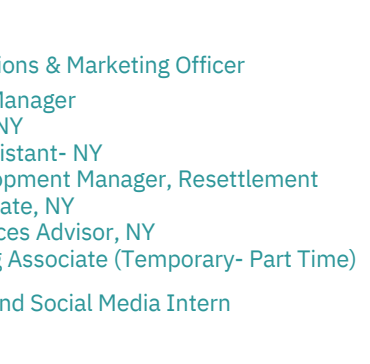 ions & Marketing Officer
Manager
NY
istant- NY
opment Manager, Resettlement
ate, NY
ces Advisor, NY
g Associate (Temporary- Part Time)
nd Social Media Intern